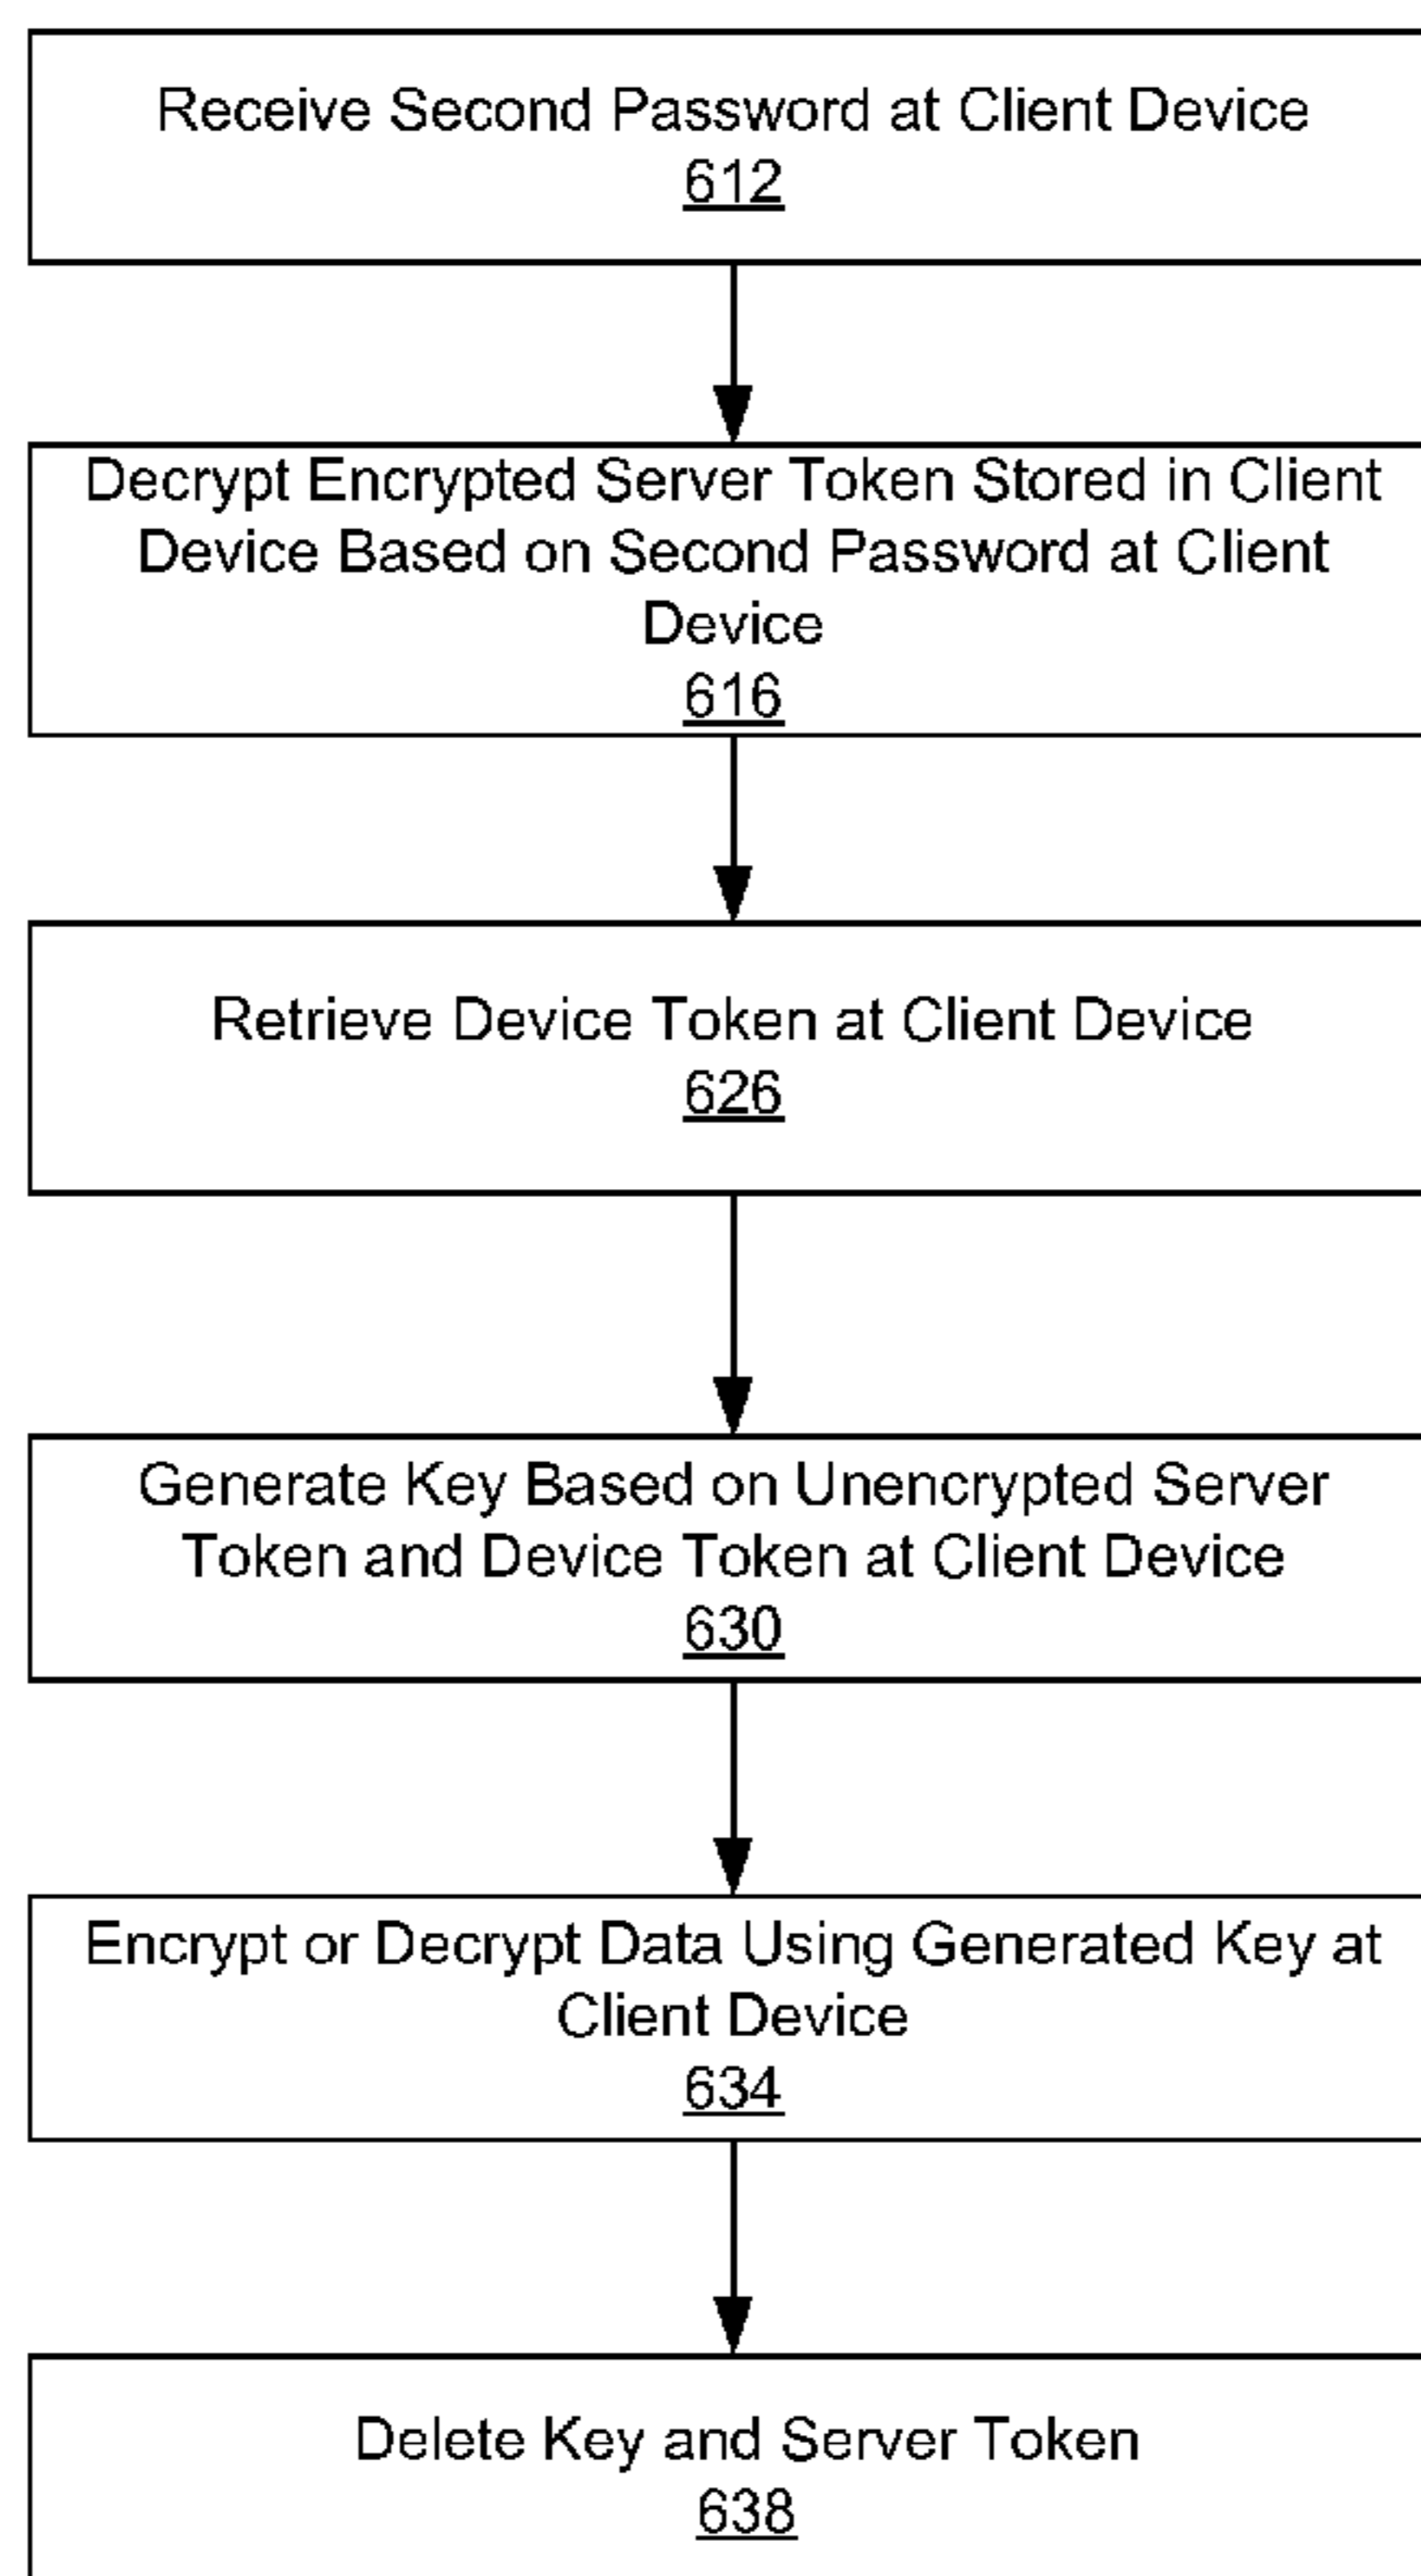 Receive Second Password at Client Device
612
Decrypt Encrypted Server Token Stored in Client
Device Based on Second Password at Client
Device
616
Retrieve Device Token at Client Device
626
Generate Key Based on Unencrypted Server
Token and Device Token at Client Device
630
Encrypt or Decrypt Data Using Generated Key at
Client Device
634
Delete Key and Server Token
638